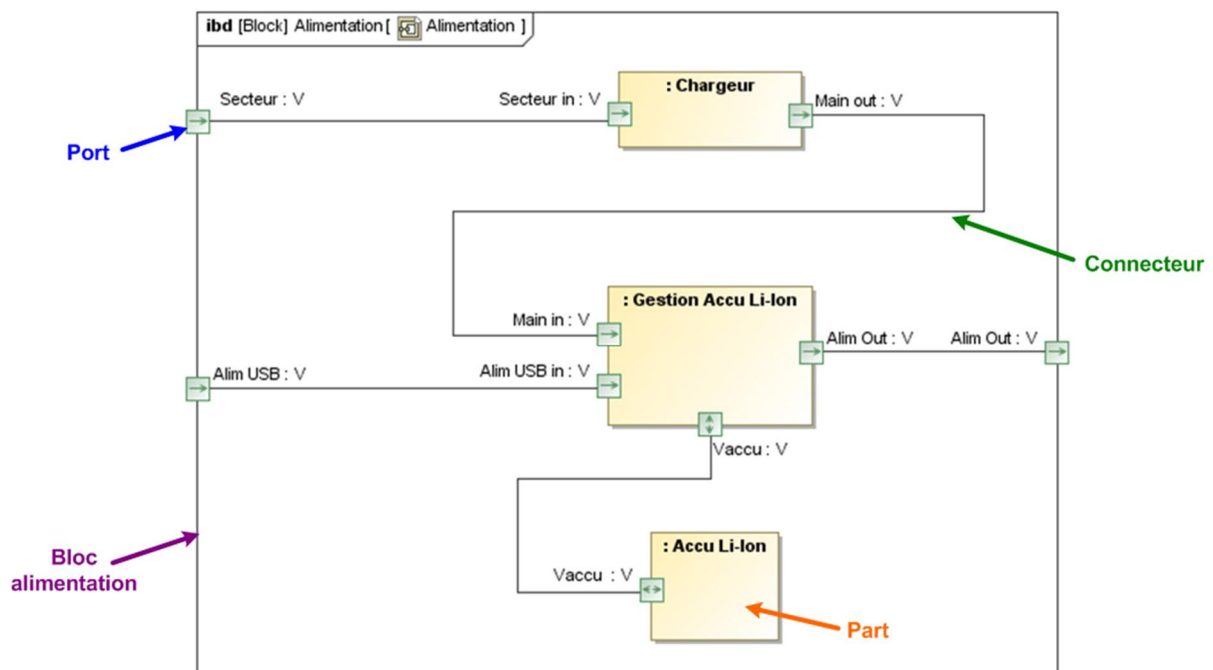 ibd [Block] Alimentation [ Alimentation ]
Secteur : V
Secteur in : V
: Chargeur
Main out : V
Port
Connecteur
: Gestion Accu Li-Ion
Main in : V
Alim Out : V
Alim Out : V
Alim USB : V
Alim USB in : V
Vaccu : V
Bloc
alimentation
: Accu Li-Ion
Vaccu : V
Part